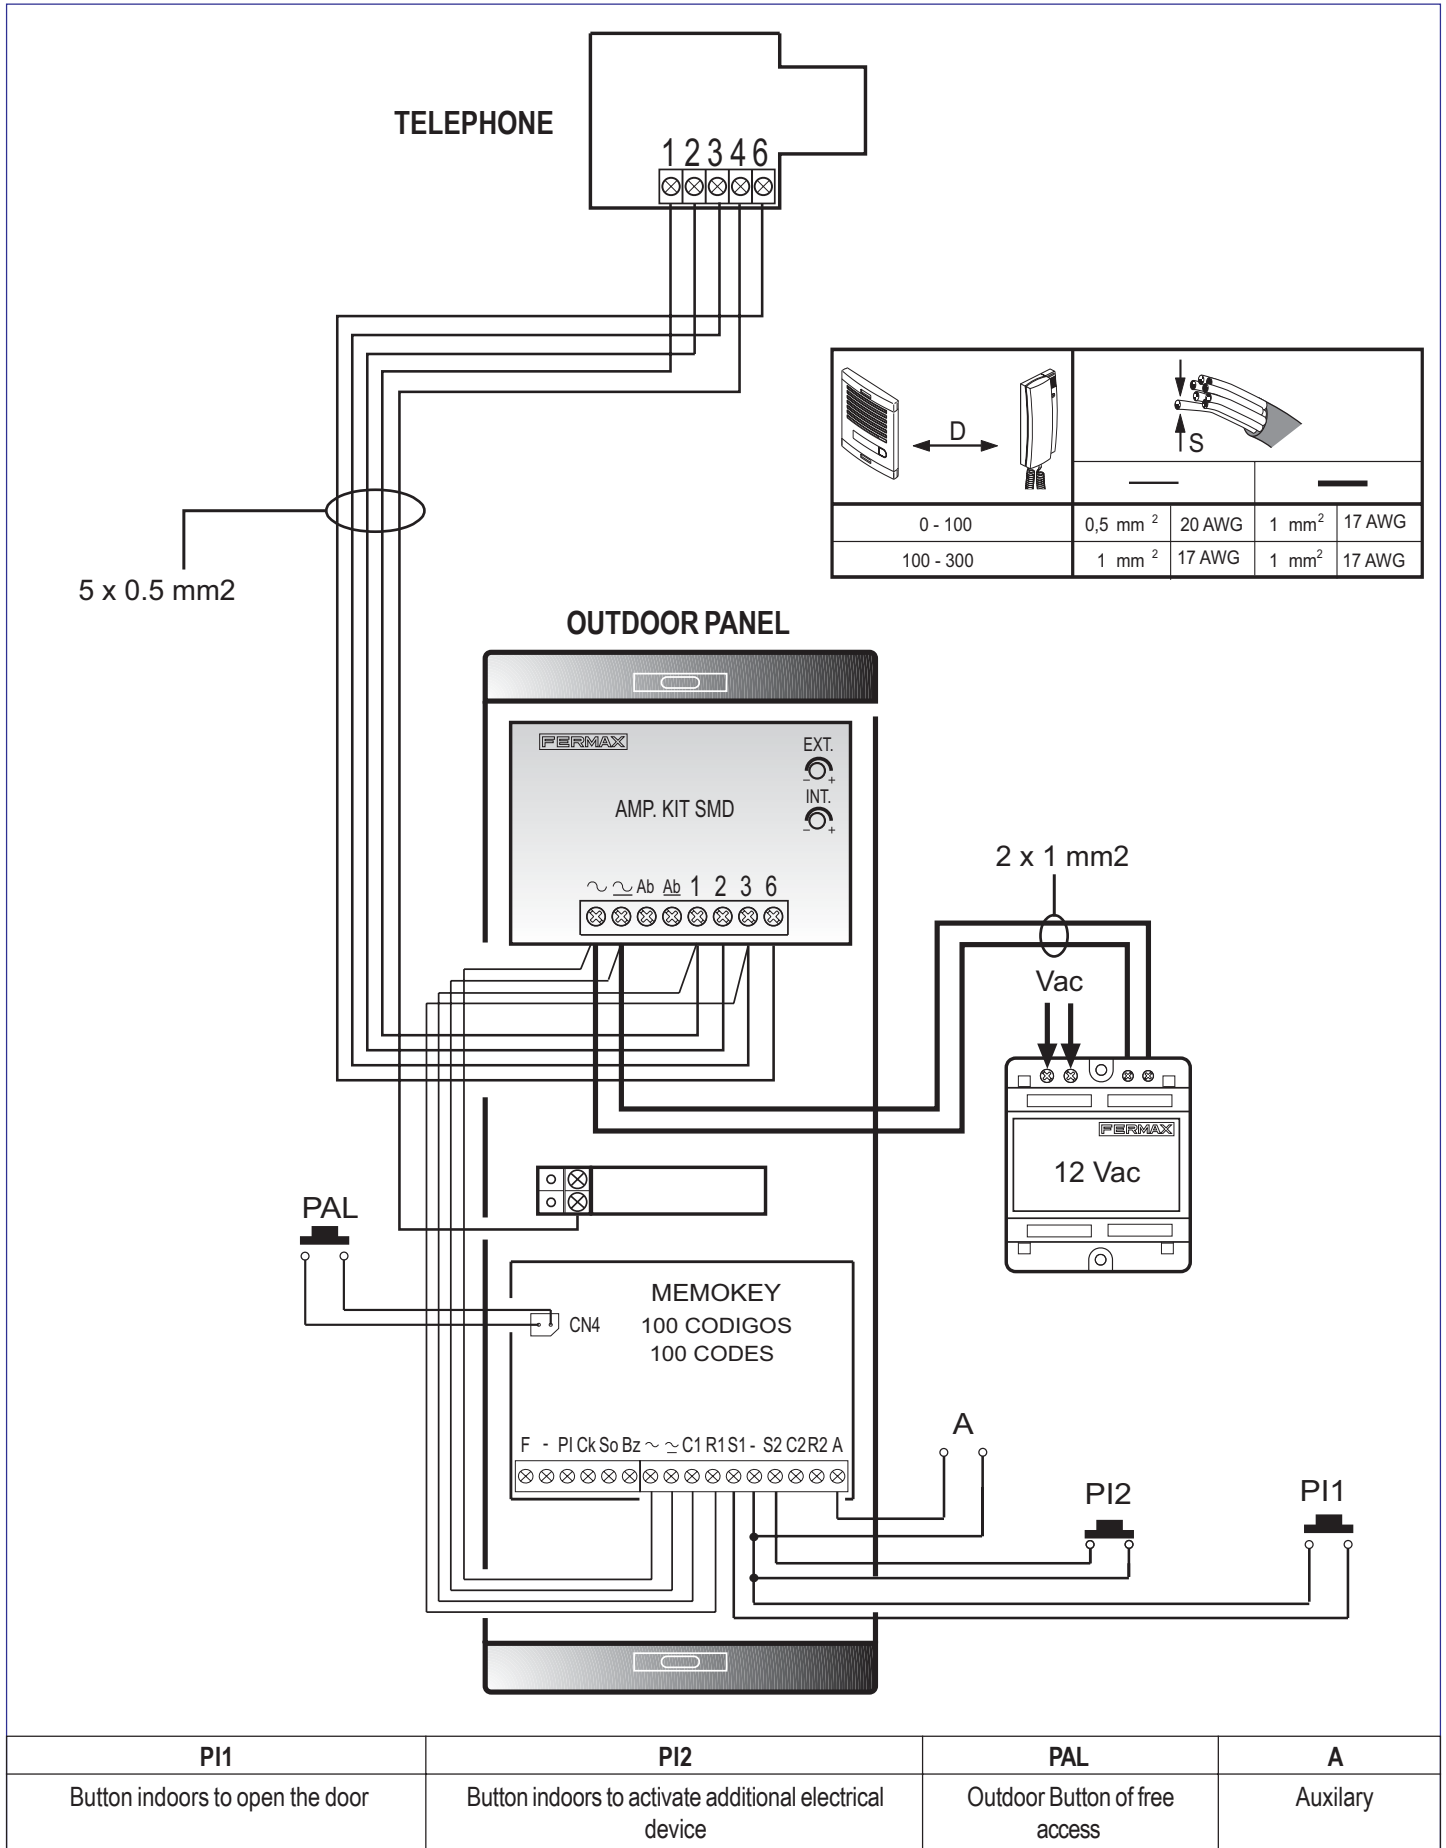 TELEPHONE
1 2 3 4 6
D
S
0 - 100 0,5 mm 2 20 AWG 1 mm2 17 AWG
100 - 300 1 mm 2 17 AWG 1 mm2 17 AWG
5 x 0.5 mm2
OUTDOOR PANEL
FERMAX
EXT.
- +
INT.
- +
AMP. KIT SMD
Ab Ab 1 2 3 6
2 x 1 mm2
Vac
FERMAX
12 Vac
PAL
MEMOKEY
100 CODIGOS
100 CODES
CN4
F - PI Ck So Bz ~ ≃ C1 R1 S1 - S2 C2 R2 A
A
PI2
PI1
PI1 PI2 PAL A
Button indoors to open the door
Button indoors to activate additional electrical
device
Outdoor Button of free
access
Auxilary